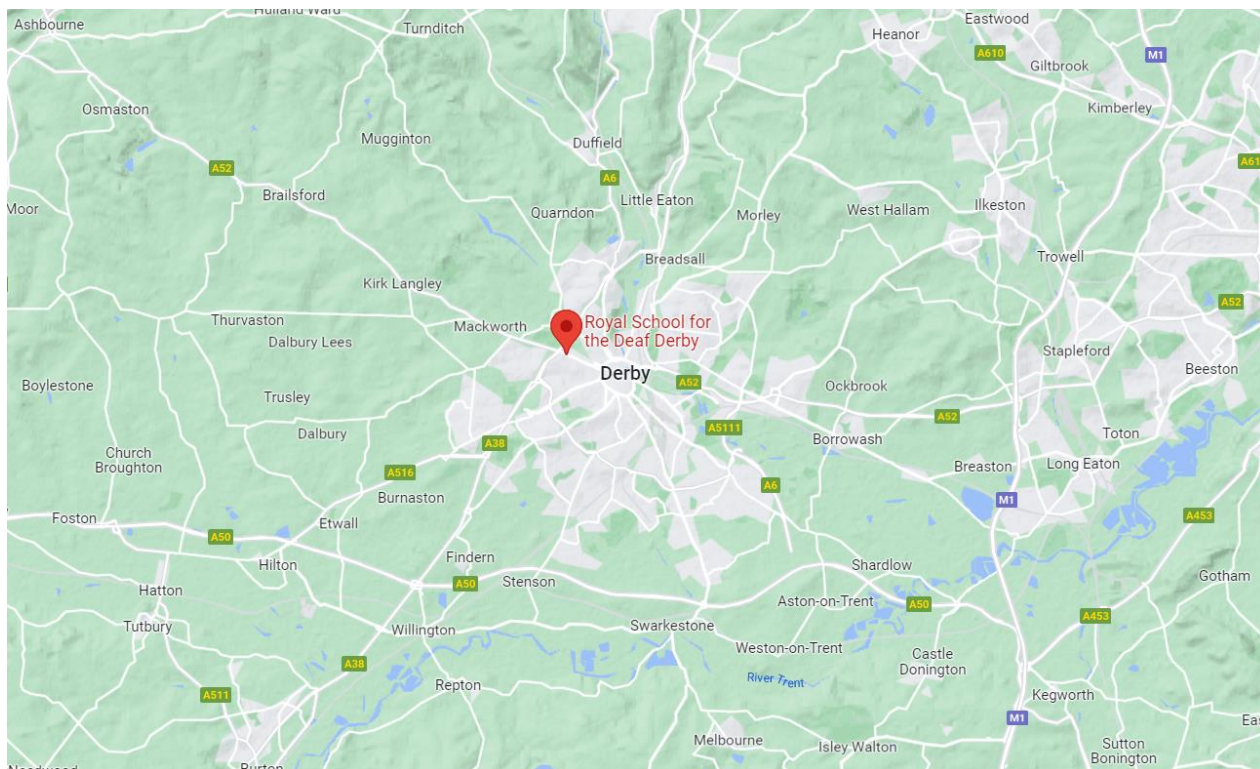 Ashbourne
Turnditch
Heanor
Eastwood
A610
M1
Giltbrook
Kimberley
Osmaston
Mugginton
Duffield
A52
A6
A61
Brailsford
Moor
Quarndon
Little Eaton
Morley
West Hallam
Ilkeston
Breadsall
Trowell
Kirk Langley
A52
Thurvaston
Mackworth
Royal School for
the Deaf Derby
Dalbury Lees
Stapleford
Beeston
Derby
A52
Boylestone
Ockbrook
Trusley
A52
Dalbury
A38
A5111
Borrowash
Toton
Church
Broughton
A516
Breaston
Long Eaton
A6
Burnaston
M1
Foston
Etwall
A453
A50
Findern
Hilton
Stenson
Shardlow
Gotham
A50
Hatton
Aston-on-Trent
A50
A453
Tutbury
Willington
Swarkestone
Weston-on-Trent
Castle
Donington
A38
River Trent
Repton
A511
Kegworth
M1
Melbourne
Isley Walton
Sutton
Bonington